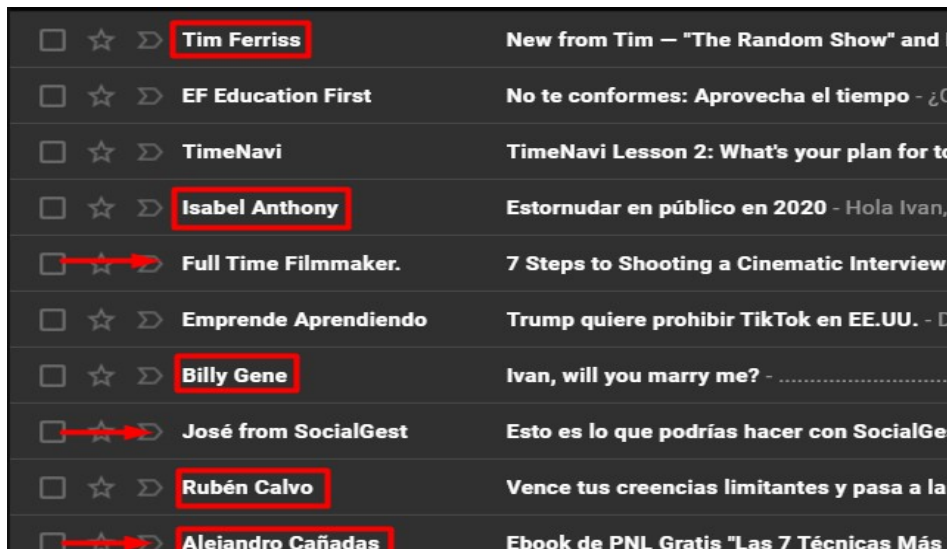 Tim Ferriss New from Tim — "The Random Show" and
EF Education First No te conformes: Aprovecha el tiempo - ¿
TimeNavi TimeNavi Lesson 2: What's your plan for
Isabel Anthony Estornudar en público en 2020 - Hola Ivan,
Full Time Filmmaker. 7 Steps to Shooting a Cinematic Interview
Emprende Aprendiendo Trump quiere prohibir TikTok en EE.UU. -
Billy Gene Ivan, will you marry me? - ........................
José from SocialGest Esto es lo que podrías hacer con
Rubén Calvo Vence tus creencias limitantes y pasa a la
Alejandro Cañadas Ebook de PNL Gratis "Las 7 Técnicas Más